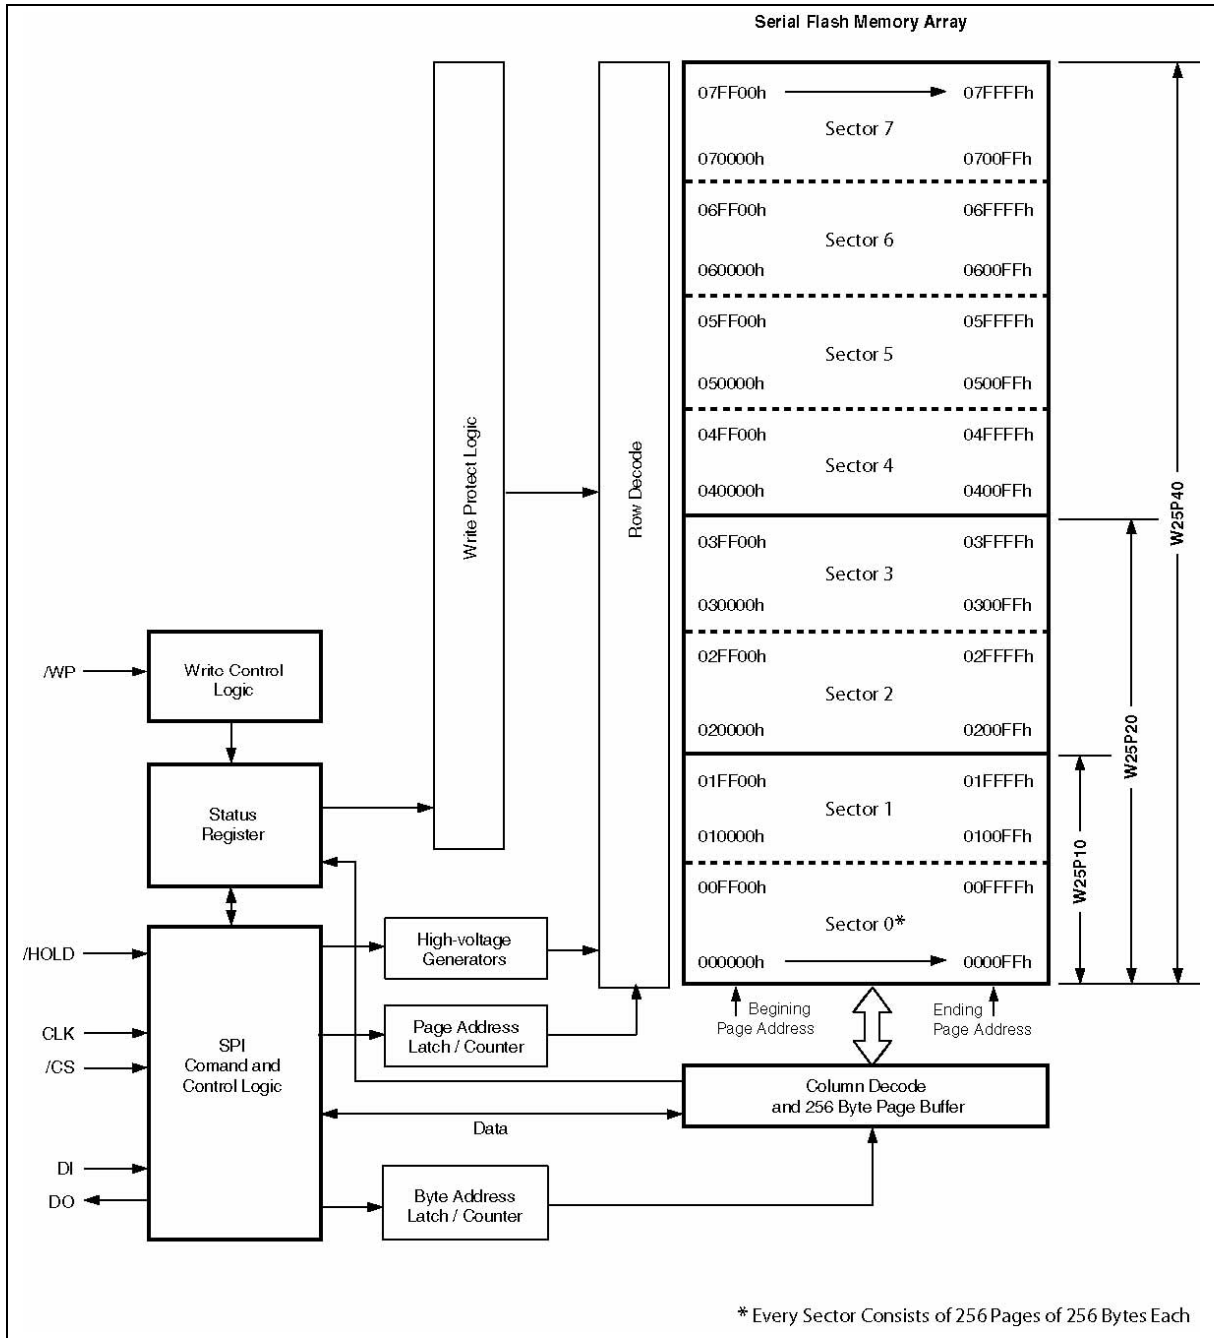 Serial Flash Memory Array
07FF00h 07FFFFh
Sector 7
070000h 0700FFh
06FF00h 06FFFFh
Sector 6
060000h 0600FFh
05FF00h 05FFFFh
Sector 5
050000h 0500FFh
04FF00h 04FFFFh
Sector 4
040000h 0400FFh
03FF00h 03FFFFh
Sector 3
030000h 0300FFh
02FF00h 02FFFFh
Sector 2
020000h 0200FFh
01FF00h 01FFFFh
Sector 1
010000h 0100FFh
00FF00h 00FFFFh
Sector 0*
000000h 0000FFh
Begining
Page Address
Ending
Page Address
W25P40
W25P20
W25P10
Write Protect Logic
Row Decode
/WP
Write Control
Logic
Status
Register
/HOLD
CLK
/CS
DI
DO
SPI
Comand and
Control Logic
High-voltage
Generators
Page Address
Latch / Counter
Column Decode
and 256 Byte Page Buffer
Data
Byte Address
Latch / Counter
* Every Sector Consists of 256 Pages of 256 Bytes Each